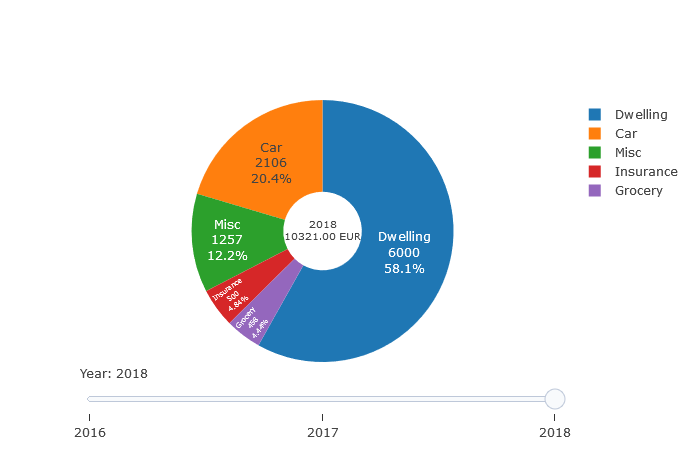 Car
2106
20.4%
Misc
1257
12.2%
Insurance
500
4.84%
Grocery
458
4.44%
2018
10321.00 EUR
Dwelling
6000
58.1%
Dwelling
Car
Misc
Insurance
Grocery
Year: 2018
2016
2017
2018